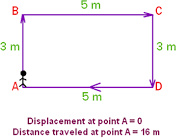 5 m
B C
3 m 3 m
A D
5 m
Displacement at point A = 0
Distance traveled at point A = 16 m